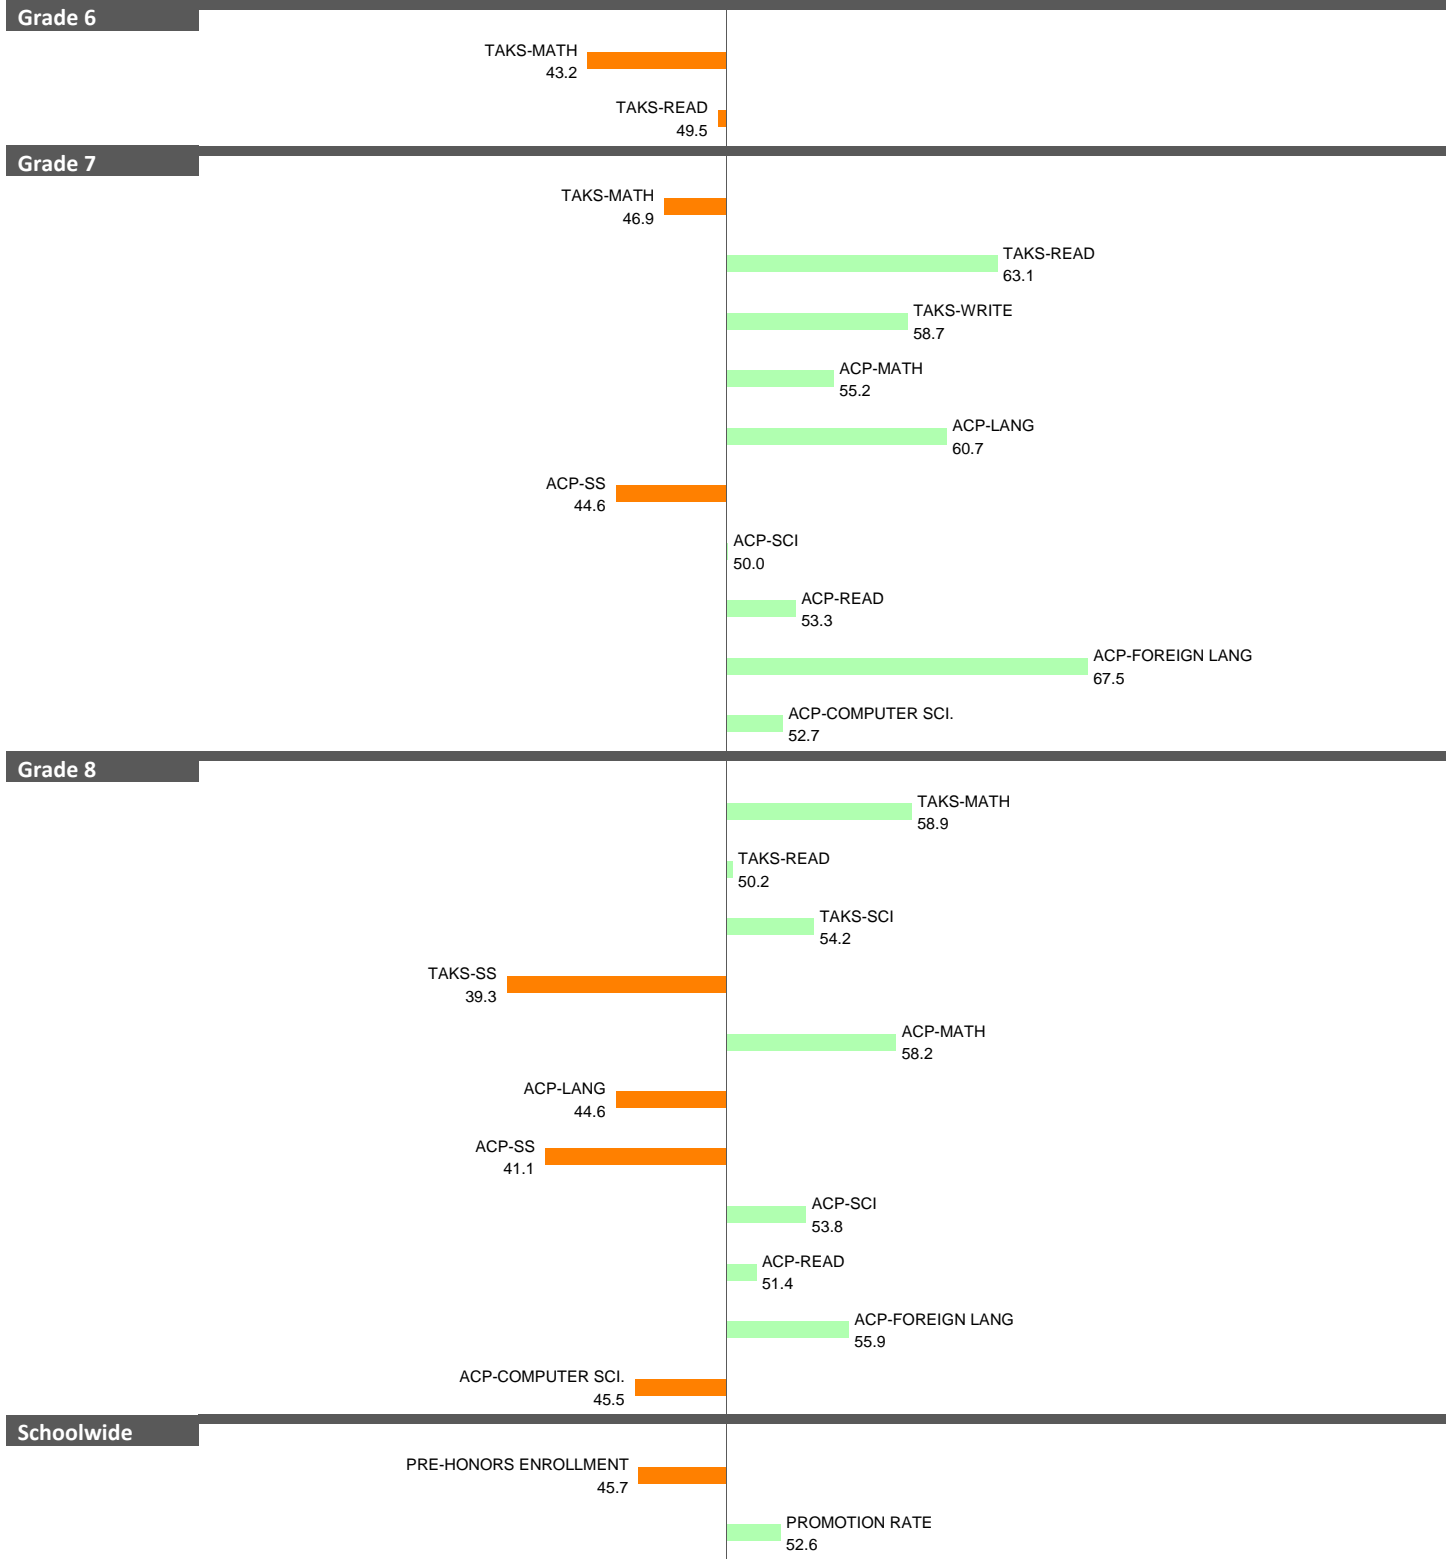 Grade 6
TAKS-MATH
43.2
TAKS-READ
49.5
Grade 7
TAKS-MATH
46.9
TAKS-READ
63.1
TAKS-WRITE
58.7
ACP-MATH
55.2
ACP-LANG
60.7
ACP-SS
44.6
ACP-SCI
50.0
ACP-READ
53.3
ACP-FOREIGN LANG
67.5
ACP-COMPUTER SCI.
52.7
Grade 8
TAKS-MATH
58.9
TAKS-READ
50.2
TAKS-SCI
54.2
TAKS-SS
39.3
ACP-MATH
58.2
ACP-LANG
44.6
ACP-SS
41.1
ACP-SCI
53.8
ACP-READ
51.4
ACP-FOREIGN LANG
55.9
ACP-COMPUTER SCI.
45.5
Schoolwide
PRE-HONORS ENROLLMENT
45.7
PROMOTION RATE
52.6